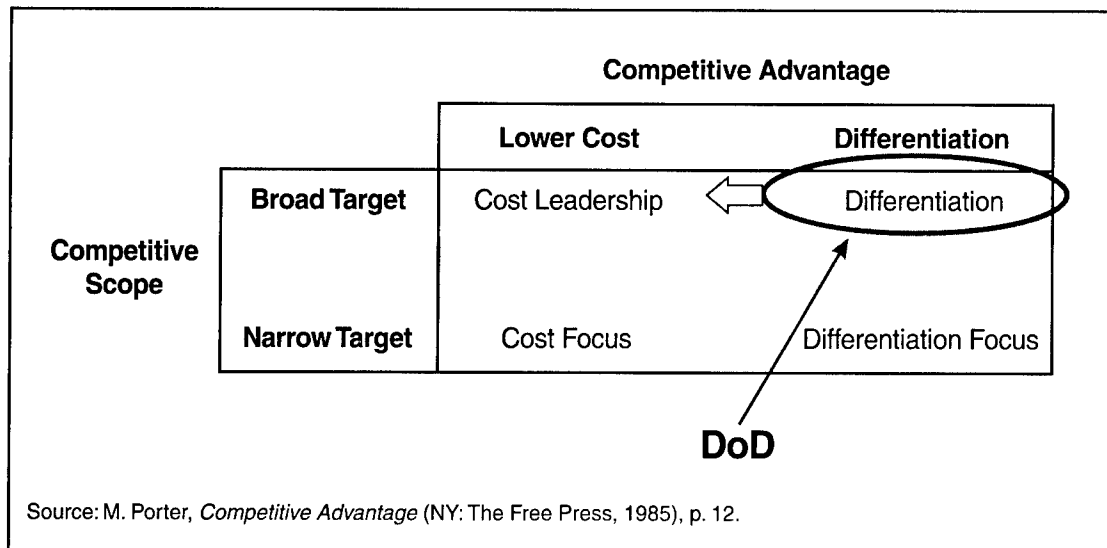 Competitive Advantage
Lower Cost Differentiation
Broad Target Cost Leadership Differentiation
Competitive
Scope
Narrow Target Cost Focus Differentiation Focus
DoD
Source: M. Porter, Competitive Advantage (NY: The Free Press, 1985), p. 12.